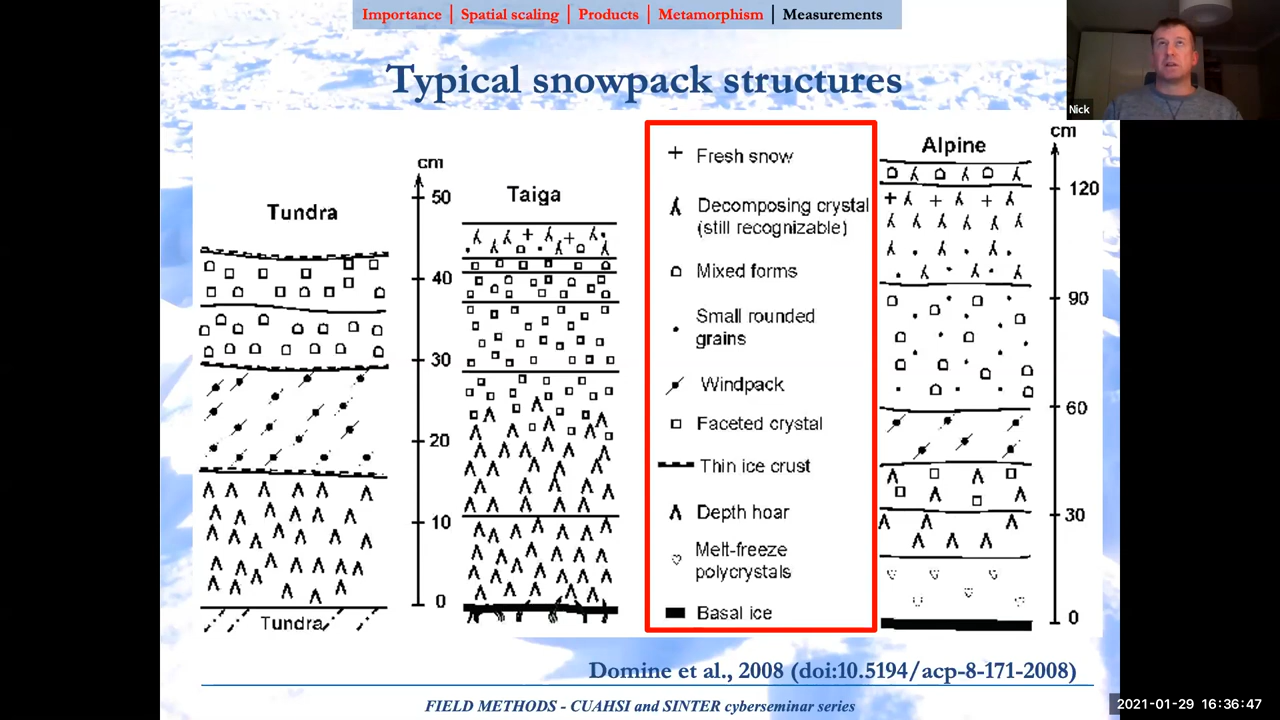 Importance | Spatial scaling | Products | Metamorphism | Measurements
Typical snowpack structures
Nick
Tundra
cm
50
40
30
20
10
0
Tundra
Taiga
Fresh snow
Decomposing crystal
(still recognizable)
Mixed forms
Small rounded
grains
Windpack
Faceted crystal
Thin ice crust
Depth hoar
Melt-freeze
polycrystals
Basal ice
Alpine
cm
120
90
60
30
0
Domine et al., 2008 (doi:10.5194/acp-8-171-2008)
FIELD METHODS - CUAHSI and SINTER cyberseminar series
2021-01-29 16:36:47